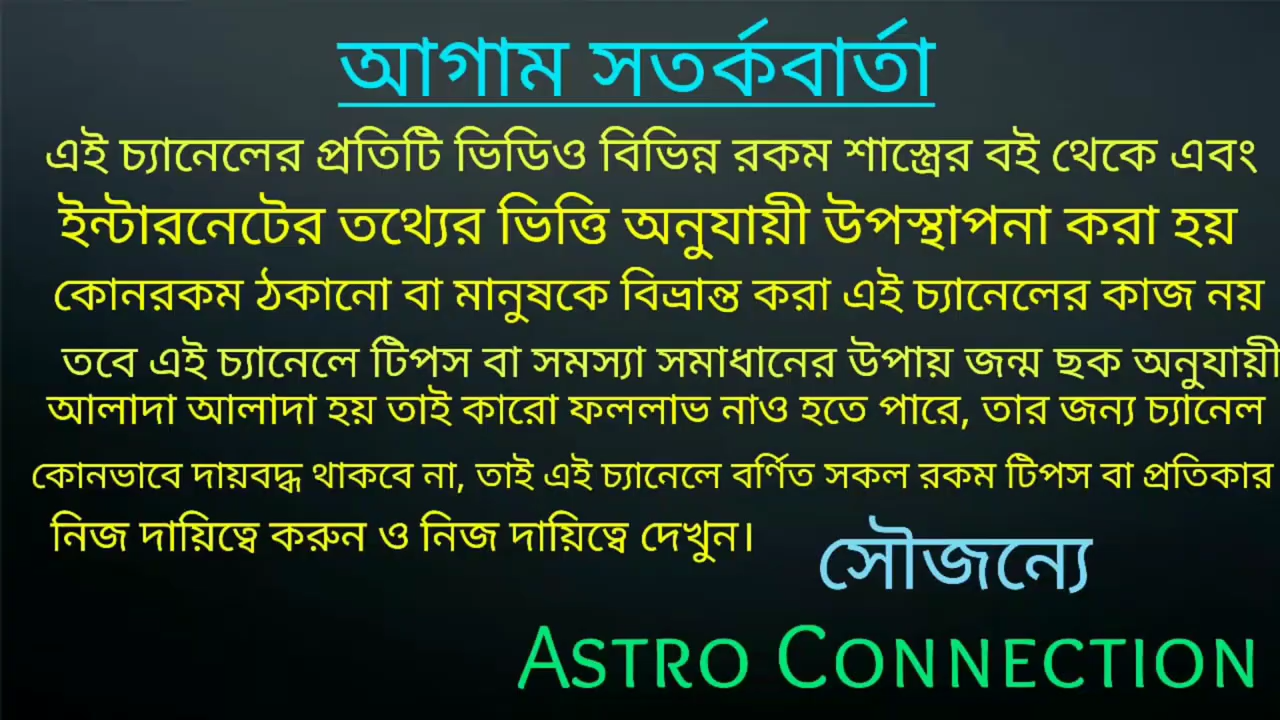 আগাম সতর্কবার্তা
এই চ্যানেলের প্রতিটি ভিডিও বিভিন্ন রকম শাস্ত্রের বই থেকে এবং
ইন্টারনেটের তথ্যের ভিত্তি অনুযায়ী উপস্থাপনা করা হয়
কোনরকম ঠকানো বা মানুষকে বিভ্রান্ত করা এই চ্যানেলের কাজ নয়
তবে এই চ্যানেলে টিপস বা সমস্যা সমাধানের উপায় জন্ম ছক অনুযায়ী
আলাদা আলাদা হয় তাই কারো ফললাভ নাও হতে পারে, তার জন্য চ্যানেল
কোনভাবে দায়বদ্ধ থাকবে না, তাই এই চ্যানেলে বর্ণিত সকল রকম টিপস বা প্রতিকার
নিজ দায়িত্বে করুন ও নিজ দায়িত্বে দেখুন।
সৌজন্যে
Astro Connection